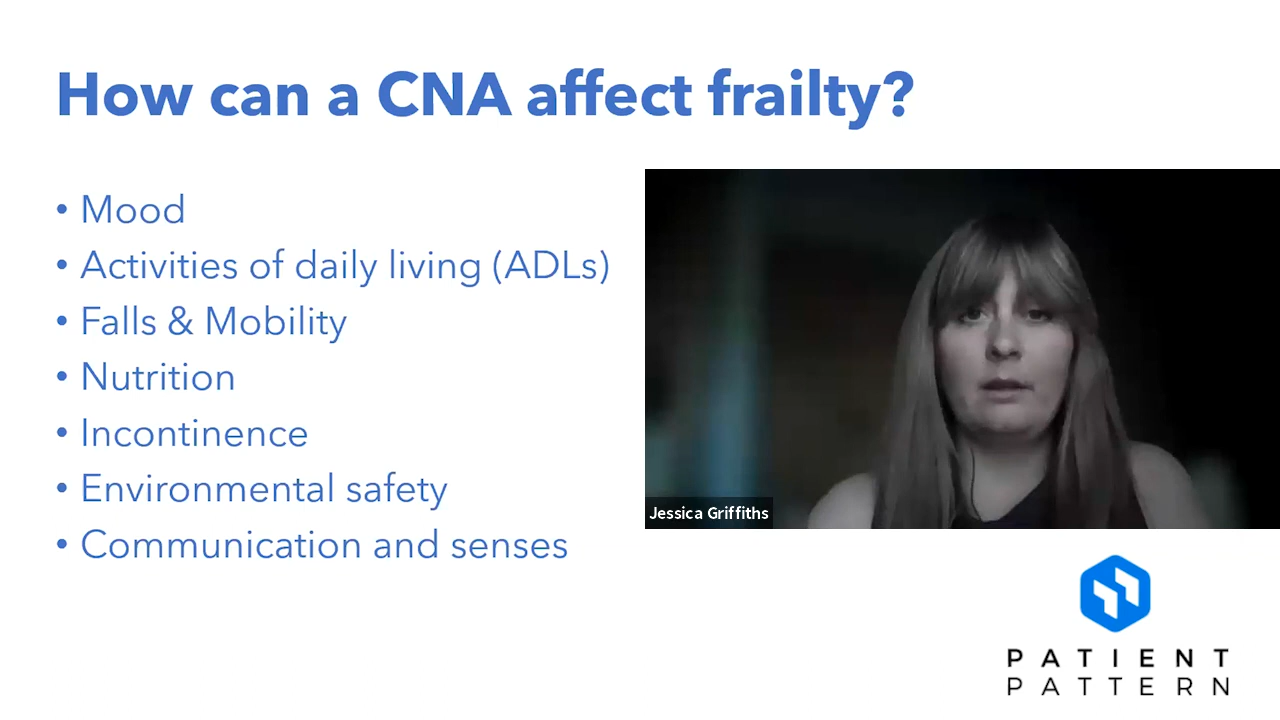 How can a CNA affect frailty?
• Mood
• Activities of daily living (ADLs)
• Falls & Mobility
• Nutrition
• Incontinence
• Environmental safety
• Communication and senses
Jessica Griffiths
PATIENT
PATTERN